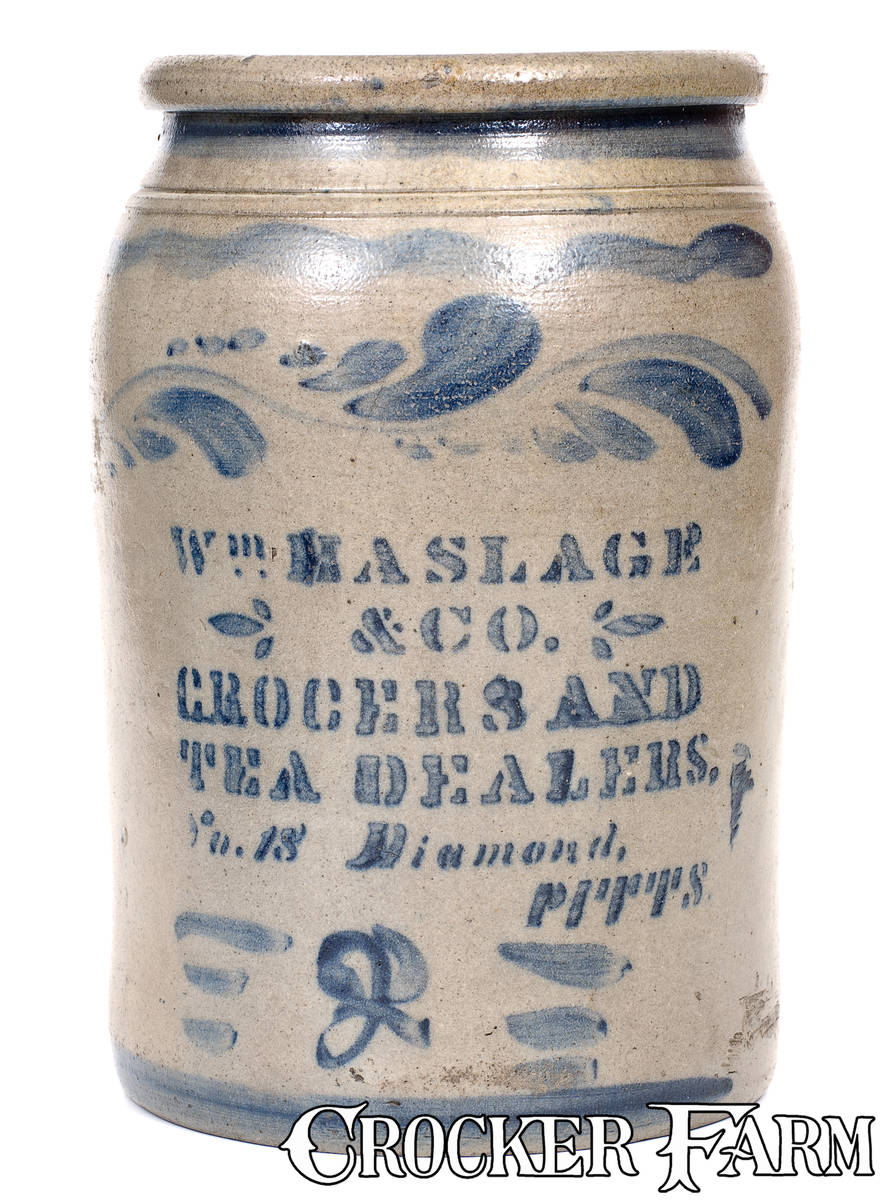 Wm HASLAGE
& CO.
GROCERS AND
TEA DEALERS.
No. 18 Diamond,
PITTS.
2
CROCKER FARM